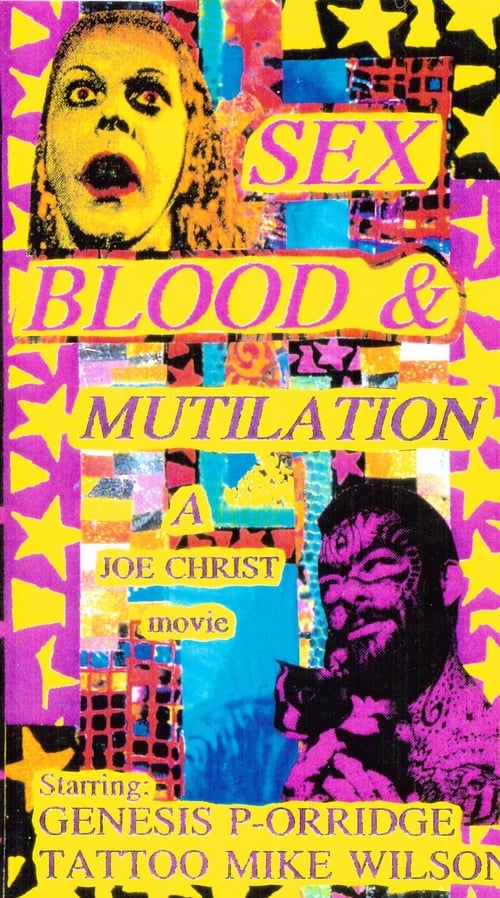 SEX
BLOOD &
MUTILATION
A
JOE CHRIST
movie
Starring:
GENESIS P-ORRIDGE
TATTOO MIKE WILSON